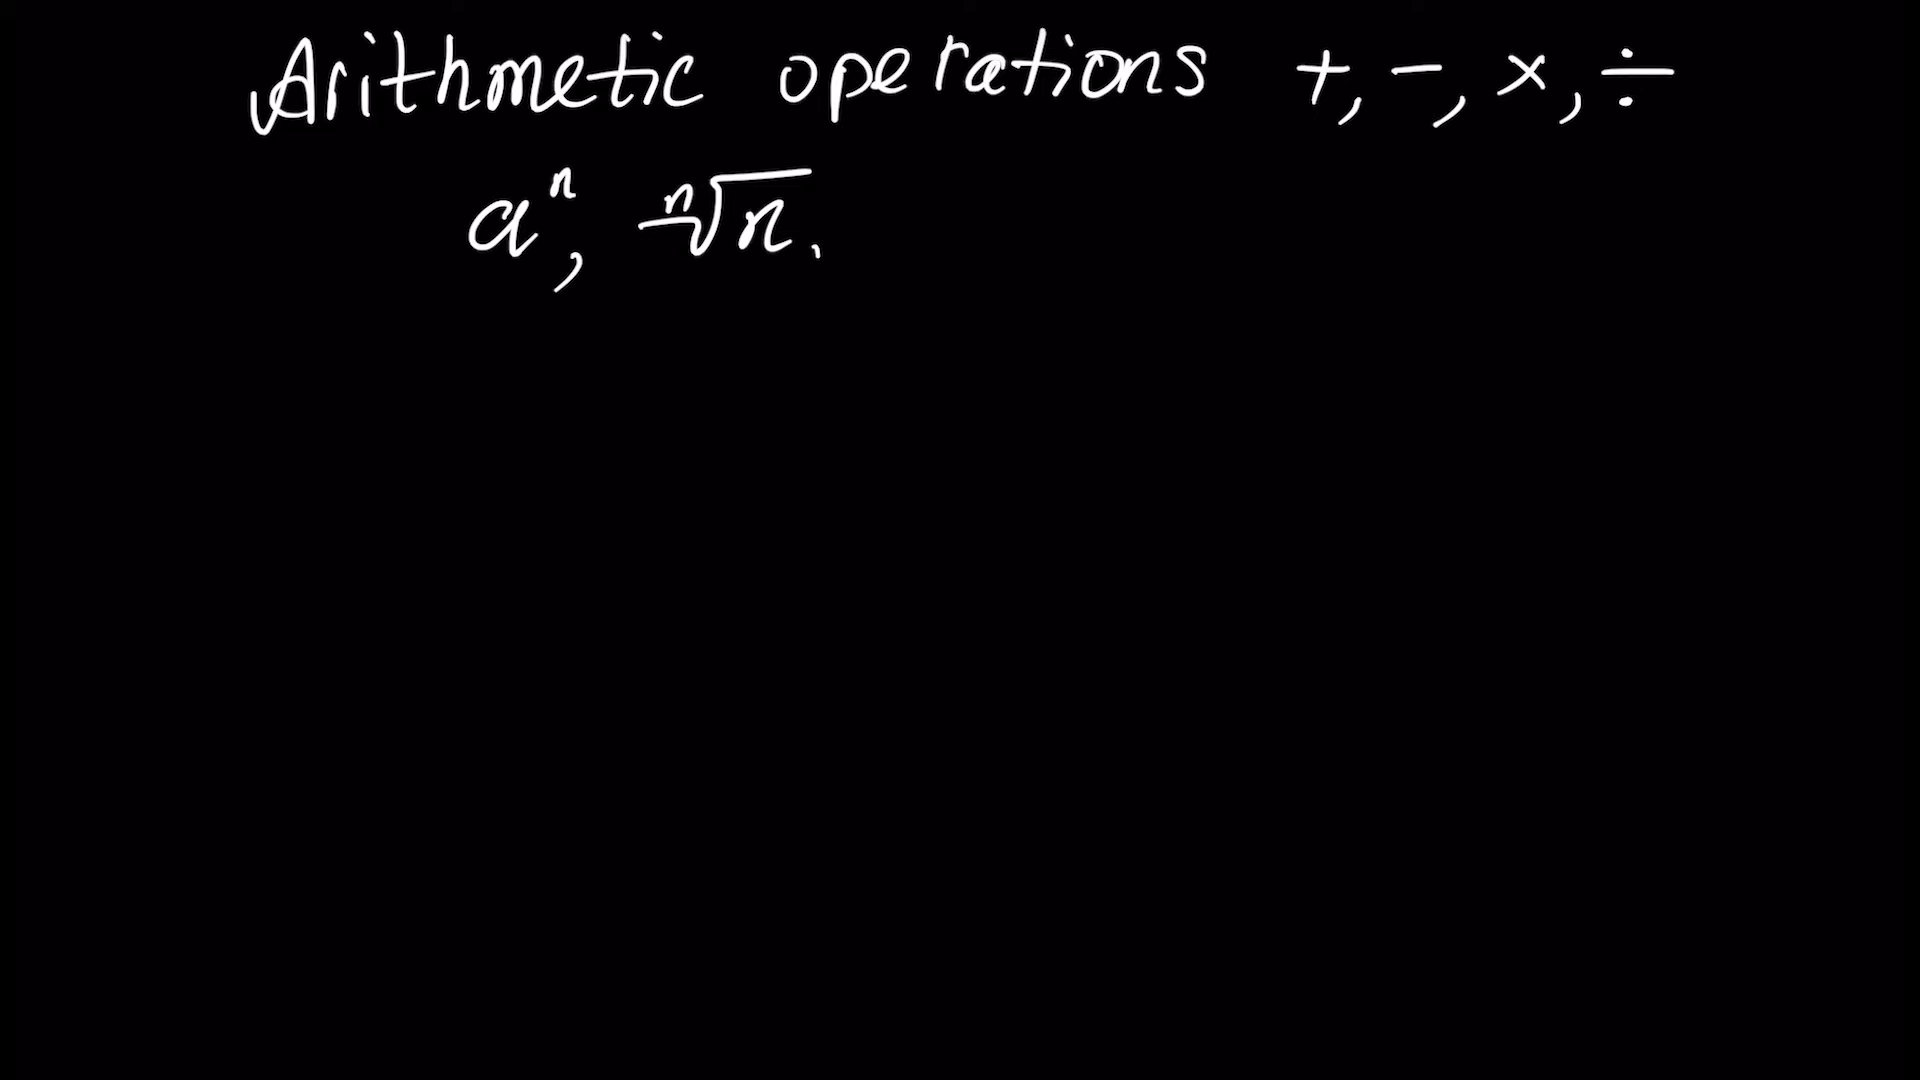 Arithmetic operations +, -, ×, ÷
aⁿ, ⁿ√x,